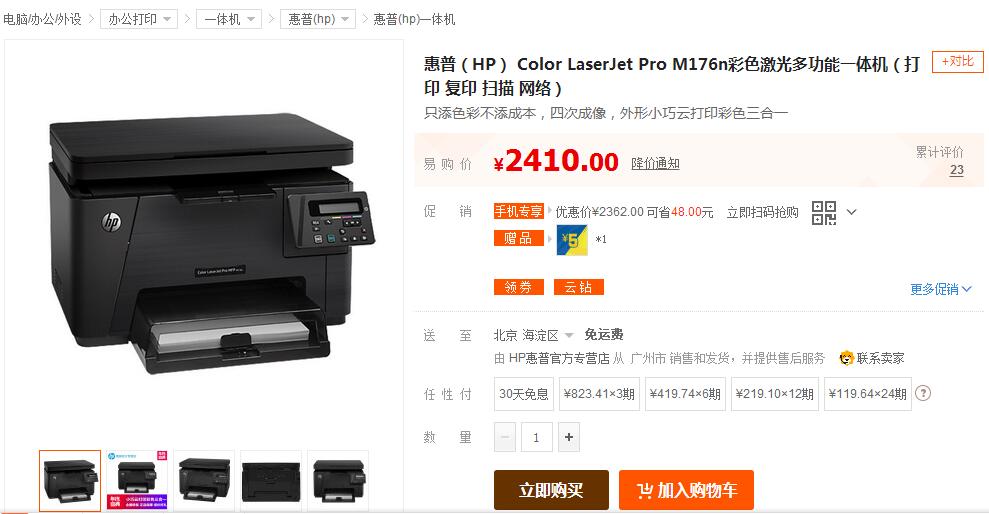 电脑/办公/外设 办公打印 一体机 惠普(hp) 惠普(hp)一体机
惠普（HP） Color LaserJet Pro M176n彩色激光多功能一体机（打
印 复印 扫描 网络）
+对比
只添色彩不添成本，四次成像，外形小巧云打印彩色三合一
易购价 ¥2410.00 降价通知
累计评价
23
促销 手机专享 优惠价¥2362.00 可省48.00元 立即扫码抢购
赠品 ¥5 *1
领券 云钻 更多促销
送至 北京 海淀区 免运费
由 HP惠普官方专营店 从 广州市 销售和发货，并提供售后服务 联系卖家
任性付 30天免息 ¥823.41×3期 ¥419.74×6期 ¥219.10×12期 ¥119.64×24期 ?
数量 − 1 +
立即购买 加入购物车
hp
Color LaserJet Pro MFP